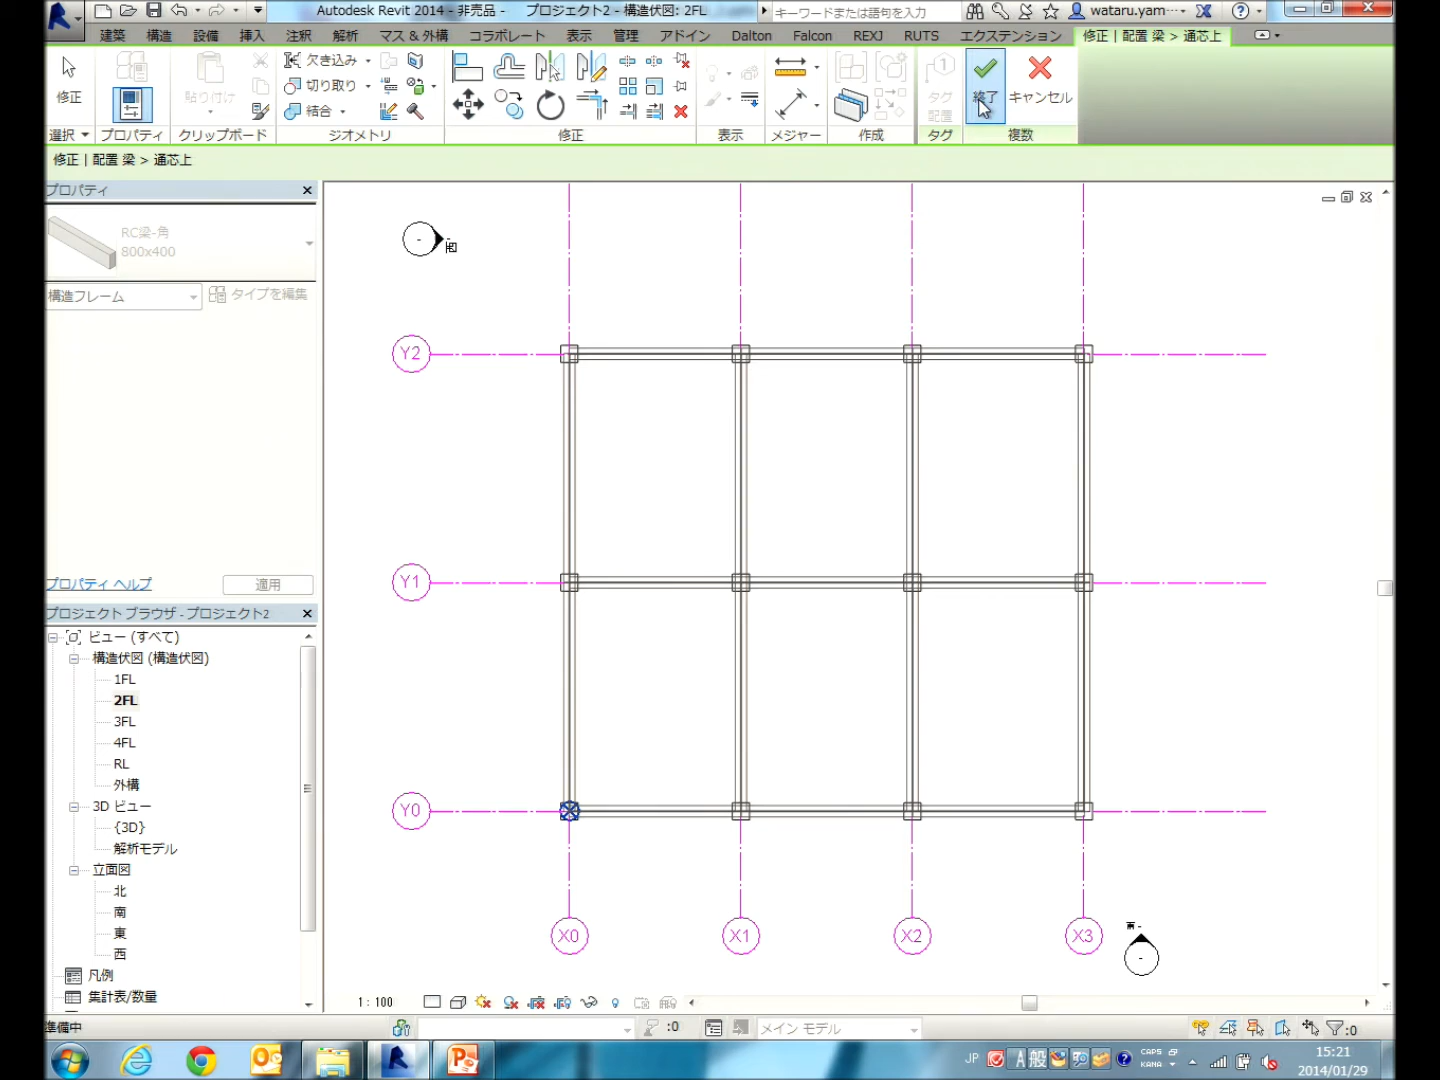 Autodesk Revit 2014 - 非売品 - プロジェクト2 - 構造伏図: 2FL
キーワードまたは語句を入力
wataru.yam…
建築 構造 設備 挿入 注釈 解析 マス & 外構 コラボレート 表示 管理 アドイン Dalton Falcon REXJ RUTS エクステンション 修正 | 配置 梁 > 通芯上
欠き込み
切り取り
結合
修正
貼り付け
タグ
配置
終了
キャンセル
選択 プロパティ クリップボード ジオメトリ 修正 表示 メジャー 作成 タグ 複数
修正 | 配置 梁 > 通芯上
プロパティ
RC梁-角
800x400
構造フレーム
タイプを編集
プロパティ ヘルプ
適用
プロジェクト ブラウザ - プロジェクト2
ビュー (すべて)
構造伏図 (構造伏図)
1FL
2FL
3FL
4FL
RL
外構
3D ビュー
{3D}
解析モデル
立面図
北
南
東
西
凡例
集計表/数量
Y2
Y1
Y0
X0 X1 X2 X3
1 : 100
準備中
:0
メイン モデル
:0
JP
A 般
CAPS
KANA
15:21
2014/01/29